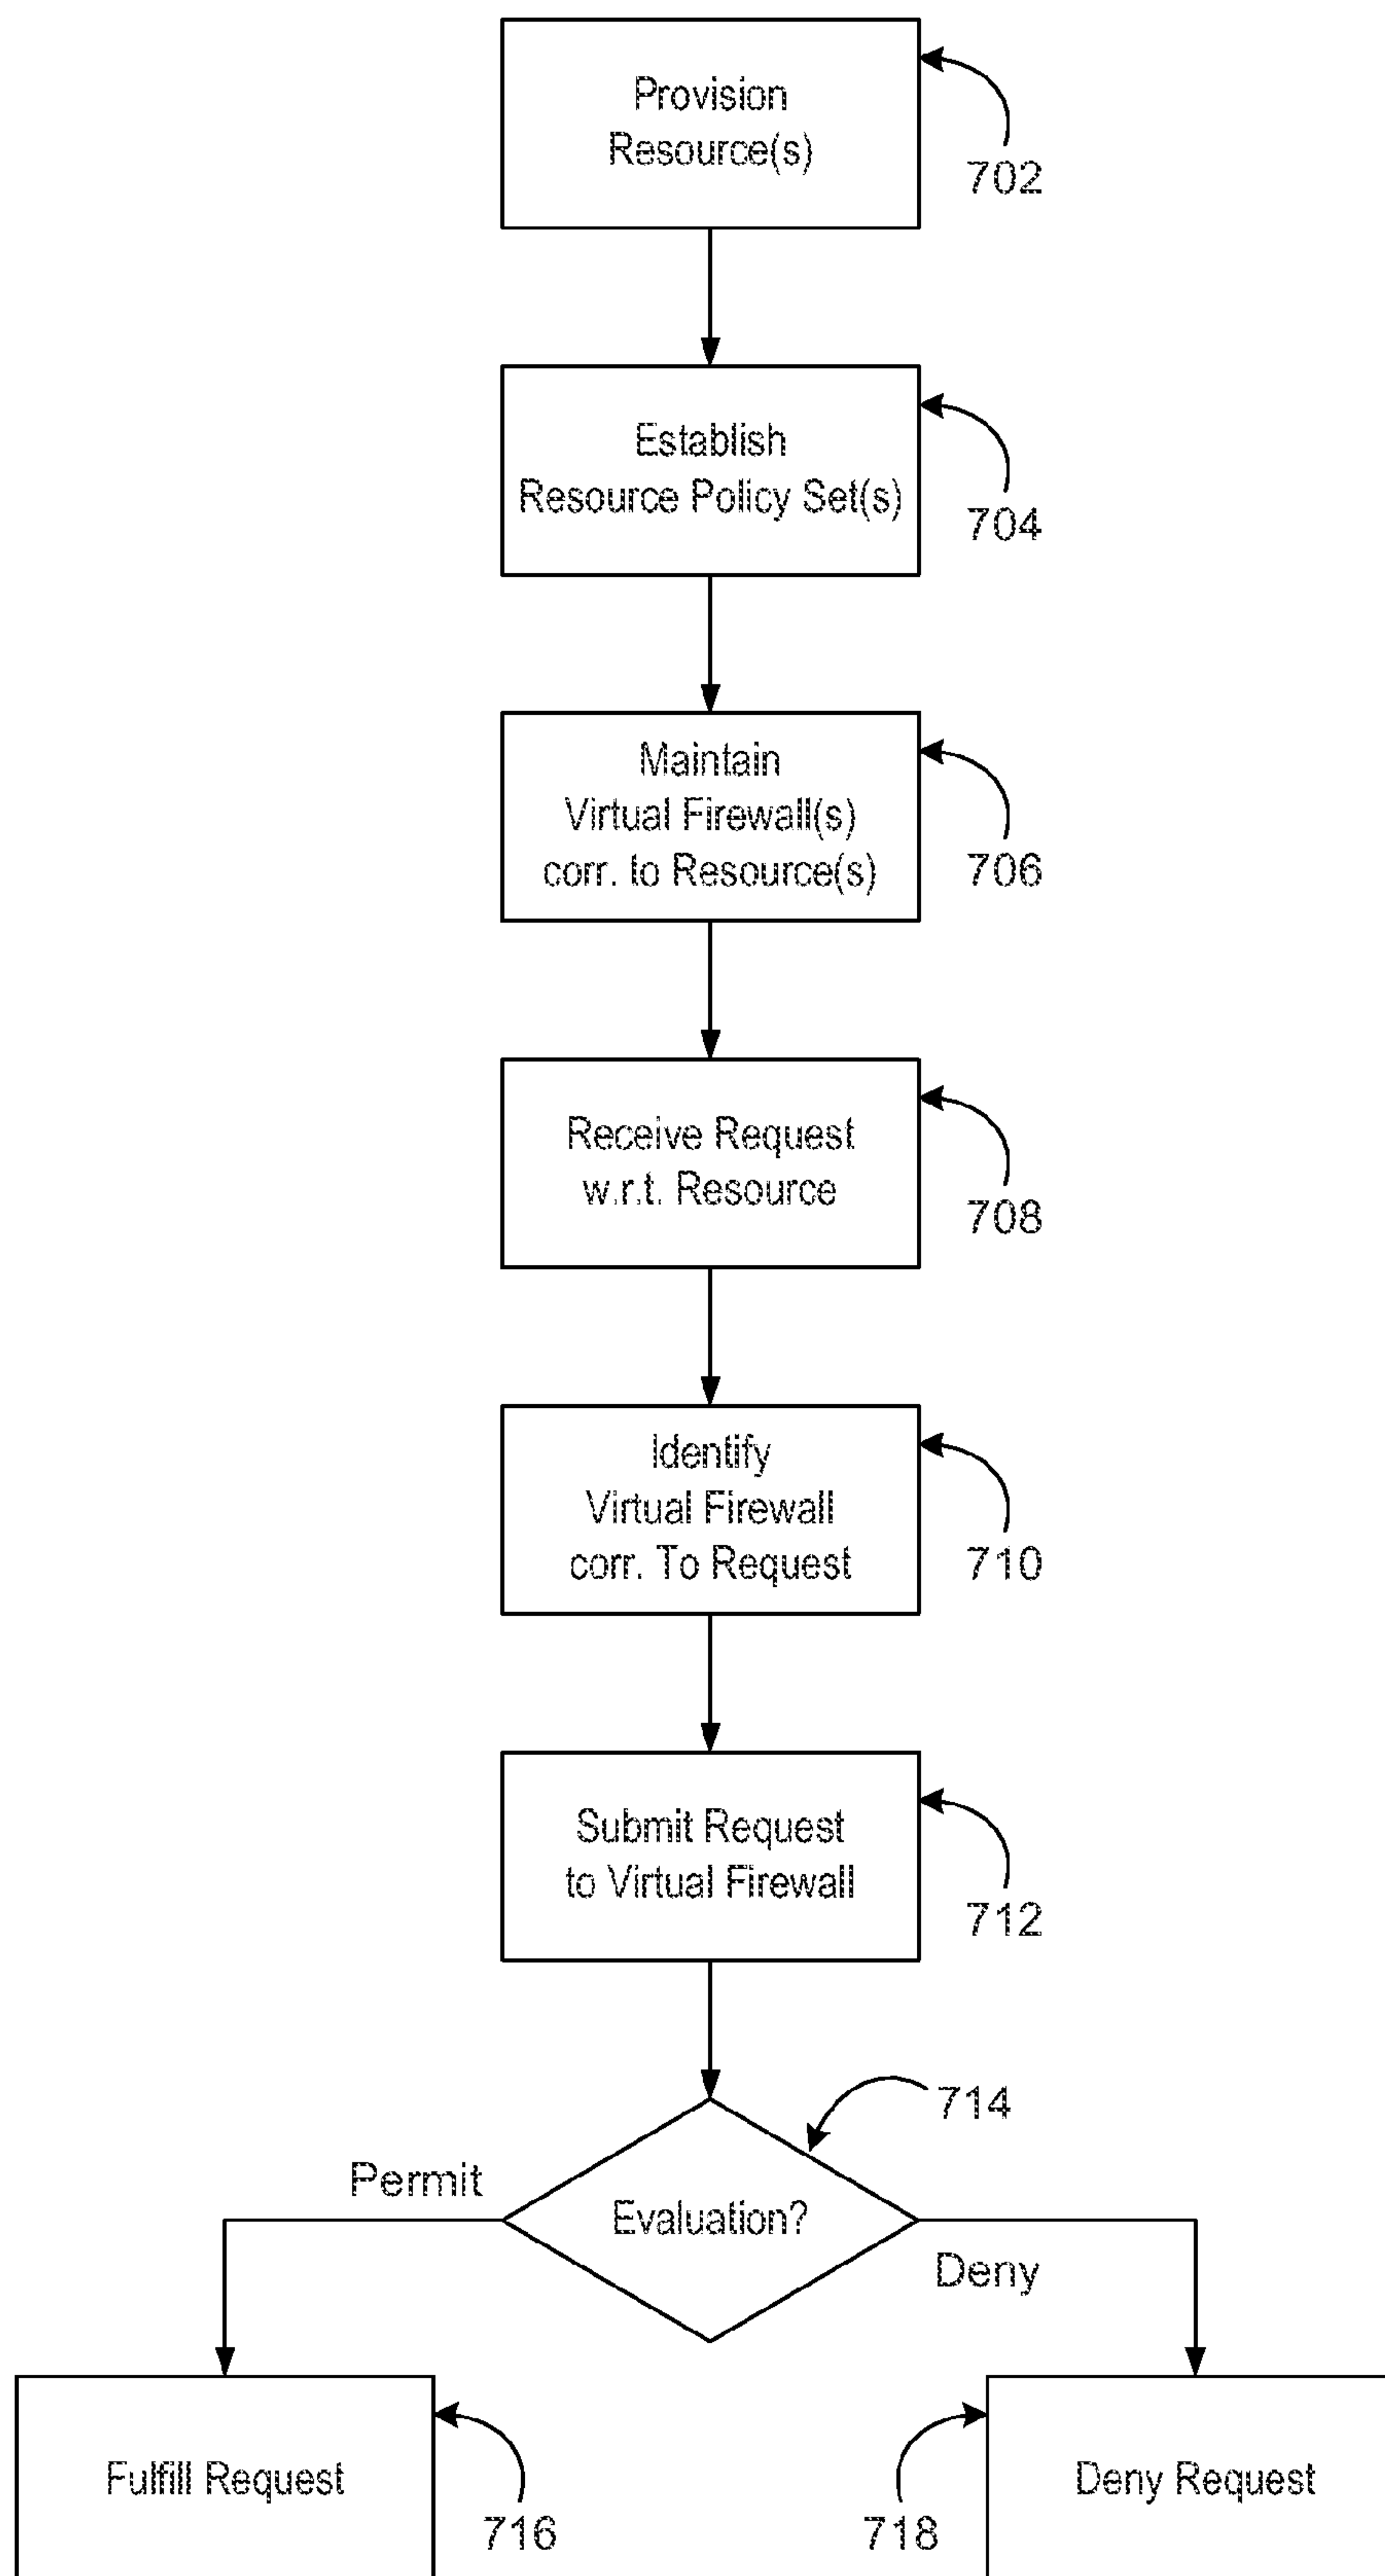 Provision
Resource(s)
702
Establish
Resource Policy Set(s)
704
Maintain
Virtual Firewall(s)
corr. to Resource(s)
706
Receive Request
w.r.t. Resource
708
Identify
Virtual Firewall
corr. To Request
710
Submit Request
to Virtual Firewall
712
714
Permit
Evaluation?
Deny
Fulfill Request
716
718
Deny Request